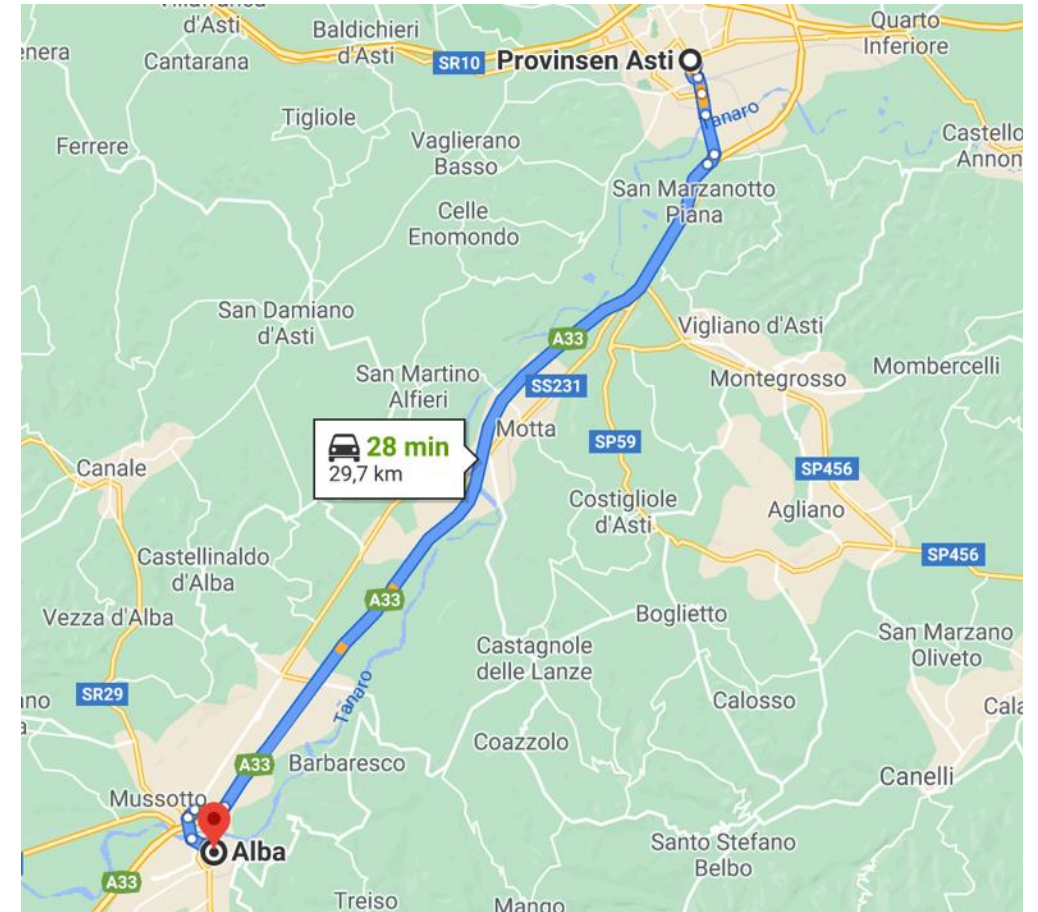 d'Asti
Baldichieri
d'Asti
Quarto
Inferiore
Cantarana
SR10
Provinsen Asti
Tigliole
Tanaro
Ferrere
Vaglierano
Basso
Castello
Annon
San Marzanotto
Piana
Celle
Enomondo
San Damiano
d'Asti
A33
Vigliano d'Asti
San Martino
Alfieri
SS231
Montegrosso
Mombercelli
28 min
29,7 km
Motta
SP59
SP456
Canale
Costigliole
d'Asti
Agliano
Castellinaldo
d'Alba
SP456
A33
Vezza d'Alba
Boglietto
Castagnole
delle Lanze
San Marzano
Oliveto
SR29
Tanaro
Calosso
Coazzolo
A33
Barbaresco
Canelli
Mussotto
Alba
Santo Stefano
Belbo
A33
Treiso
Mango